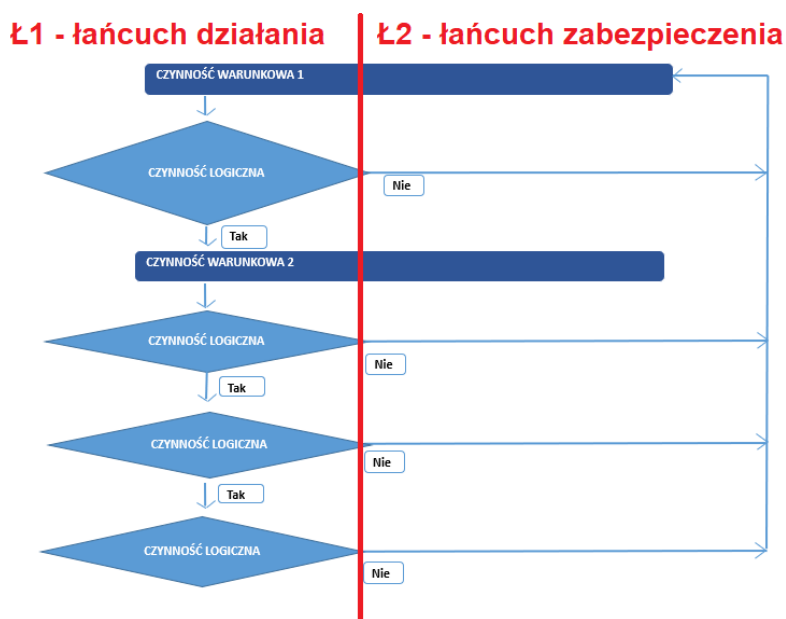 Ł1 - łańcuch działania
Ł2 - łańcuch zabezpieczenia
CZYNNOŚĆ WARUNKOWA 1
CZYNNOŚĆ LOGICZNA
Nie
Tak
CZYNNOŚĆ WARUNKOWA 2
CZYNNOŚĆ LOGICZNA
Nie
Tak
CZYNNOŚĆ LOGICZNA
Nie
Tak
CZYNNOŚĆ LOGICZNA
Nie